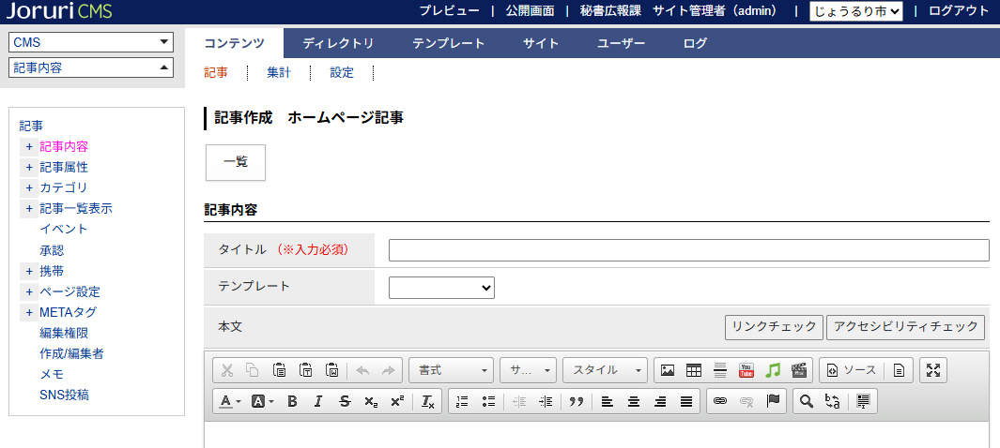 Joruri CMS
プレビュー | 公開画面 | 秘書広報課 サイト管理者（admin） | じょうるり市 | ログアウト
CMS
記事内容
コンテンツ ディレクトリ テンプレート サイト ユーザー ログ
記事 集計 設定
記事
+ 記事内容
+ 記事属性
+ カテゴリ
+ 記事一覧表示
イベント
承認
+ 携帯
+ ページ設定
+ METAタグ
編集権限
作成/編集者
メモ
SNS投稿
記事作成 ホームページ記事
一覧
記事内容
タイトル （※入力必須）
テンプレート
本文 リンクチェック アクセシビリティチェック
書式 サ... スタイル You Tube ソース